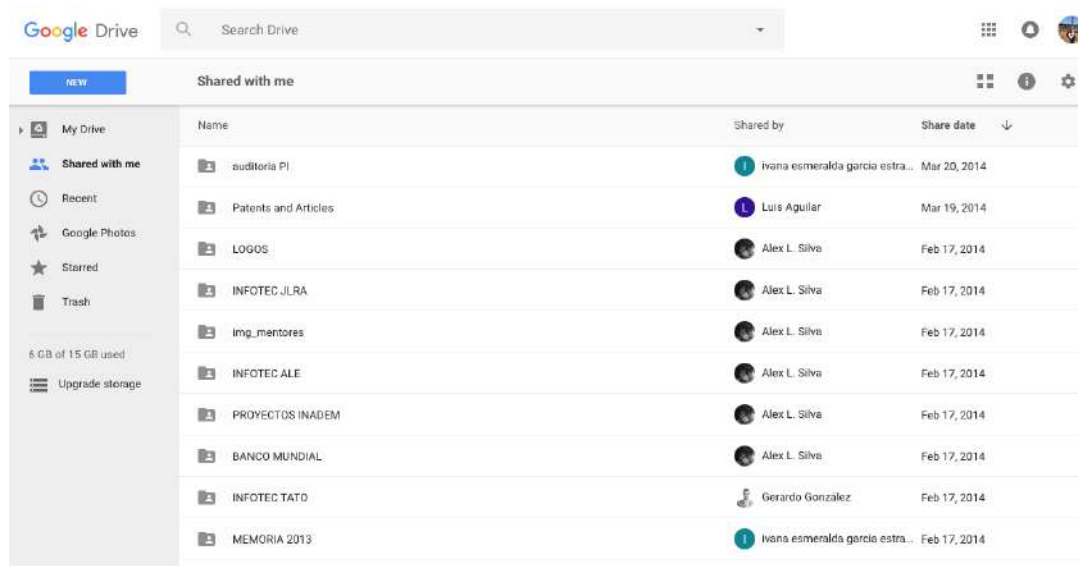 Google Drive
Search Drive
NEW
Shared with me
My Drive
Shared with me
Recent
Google Photos
Starred
Trash
6 GB of 15 GB used
Upgrade storage
Name Shared by Share date
auditoria PI I ivana esmeralda garcia estra... Mar 20, 2014
Patents and Articles L Luis Aguilar Mar 19, 2014
LOGOS Alex L. Silva Feb 17, 2014
INFOTEC JLRA Alex L. Silva Feb 17, 2014
img_mentores Alex L. Silva Feb 17, 2014
INFOTEC ALE Alex L. Silva Feb 17, 2014
PROYECTOS INADEM Alex L. Silva Feb 17, 2014
BANCO MUNDIAL Alex L. Silva Feb 17, 2014
INFOTEC TATO Gerardo González Feb 17, 2014
MEMORIA 2013 I ivana esmeralda garcia estra... Feb 17, 2014